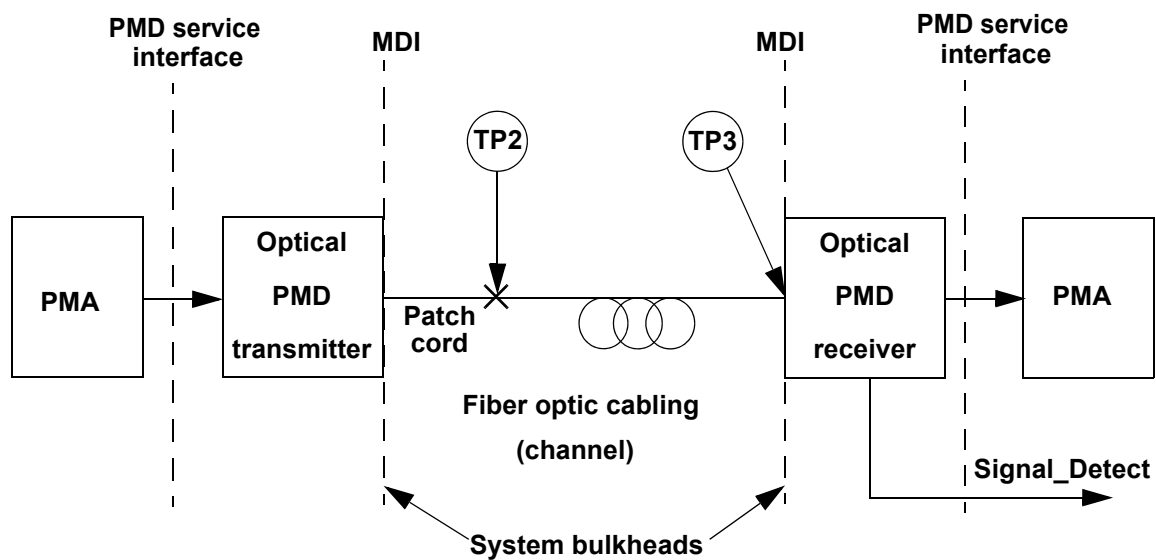 PMD service
interface
MDI
MDI
PMD service
interface
TP2
TP3
PMA
Optical
PMD
transmitter
Patch
cord
Optical
PMD
receiver
PMA
Fiber optic cabling
(channel)
Signal_Detect
System bulkheads